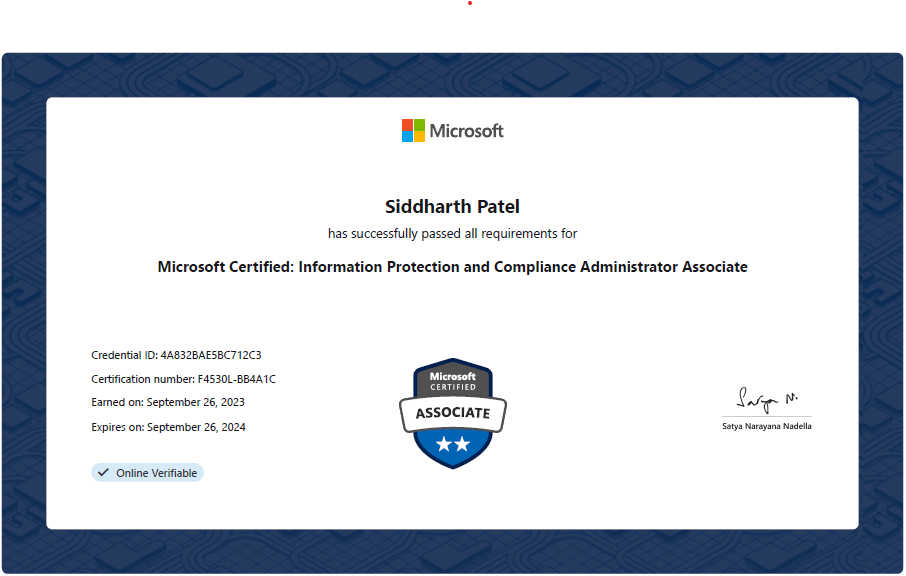 Microsoft
Siddharth Patel
has successfully passed all requirements for
Microsoft Certified: Information Protection and Compliance Administrator Associate
Credential ID: 4A832BAE5BC712C3
Certification number: F4530L-BB4A1C
Earned on: September 26, 2023
Expires on: September 26, 2024
Online Verifiable
Microsoft
CERTIFIED
ASSOCIATE
Satya N.
Satya Narayana Nadella